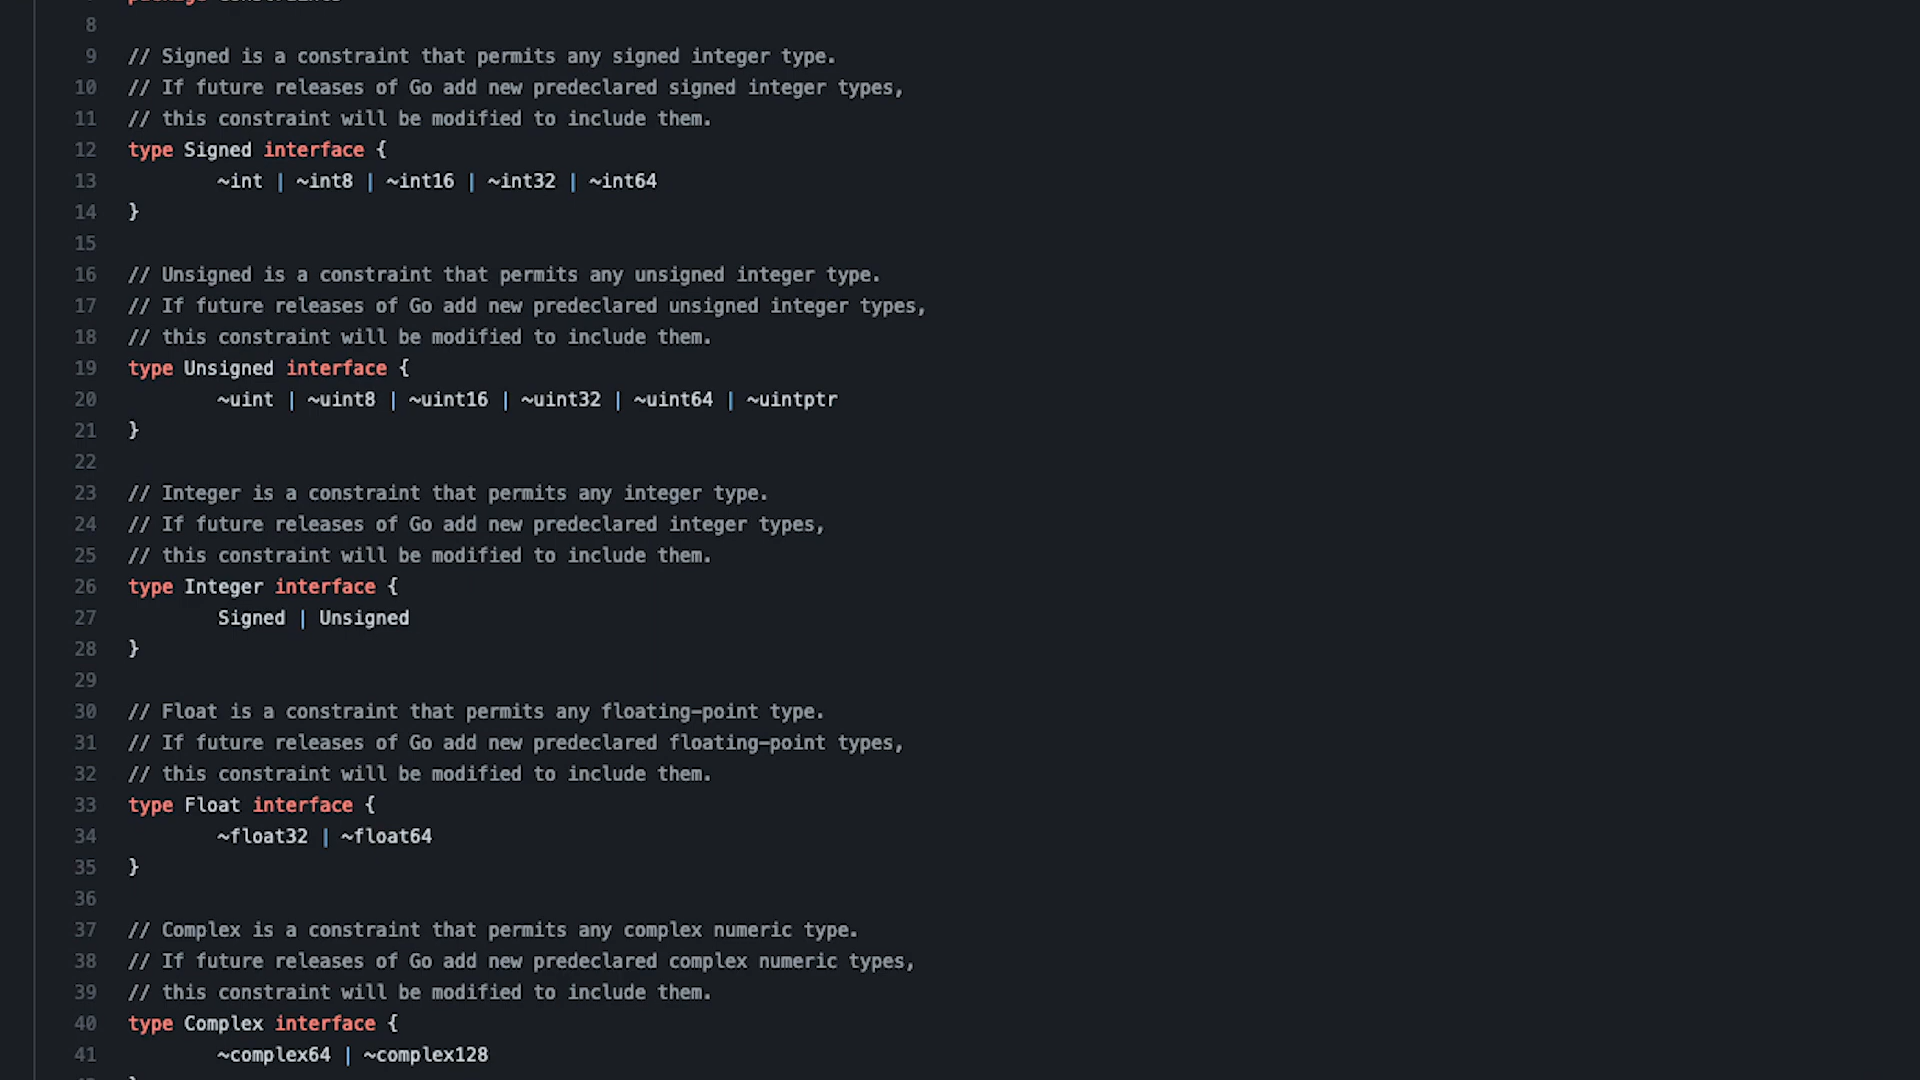 8
9 // Signed is a constraint that permits any signed integer type.
10 // If future releases of Go add new predeclared signed integer types,
11 // this constraint will be modified to include them.
12 type Signed interface {
13 ~int | ~int8 | ~int16 | ~int32 | ~int64
14 }
15
16 // Unsigned is a constraint that permits any unsigned integer type.
17 // If future releases of Go add new predeclared unsigned integer types,
18 // this constraint will be modified to include them.
19 type Unsigned interface {
20 ~uint | ~uint8 | ~uint16 | ~uint32 | ~uint64 | ~uintptr
21 }
22
23 // Integer is a constraint that permits any integer type.
24 // If future releases of Go add new predeclared integer types,
25 // this constraint will be modified to include them.
26 type Integer interface {
27 Signed | Unsigned
28 }
29
30 // Float is a constraint that permits any floating-point type.
31 // If future releases of Go add new predeclared floating-point types,
32 // this constraint will be modified to include them.
33 type Float interface {
34 ~float32 | ~float64
35 }
36
37 // Complex is a constraint that permits any complex numeric type.
38 // If future releases of Go add new predeclared complex numeric types,
39 // this constraint will be modified to include them.
40 type Complex interface {
41 ~complex64 | ~complex128